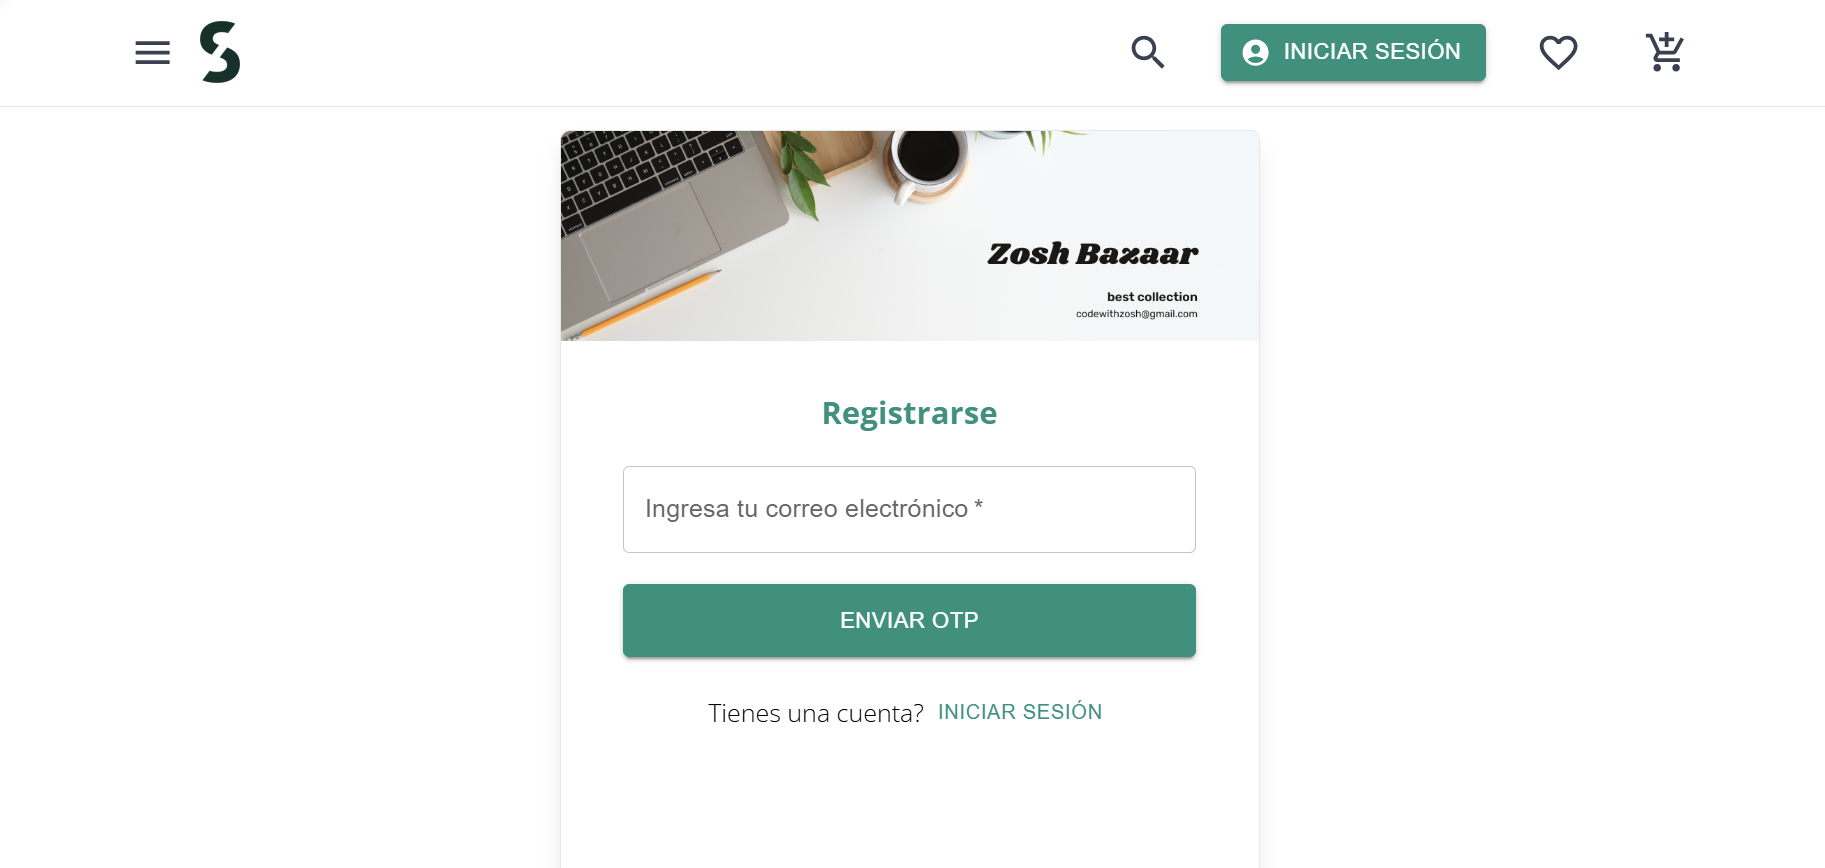 INICIAR SESIÓN
Zosh Bazaar
best collection
codewithzosh@gmail.com
Registrarse
Ingresa tu correo electrónico *
ENVIAR OTP
Tienes una cuenta? INICIAR SESIÓN